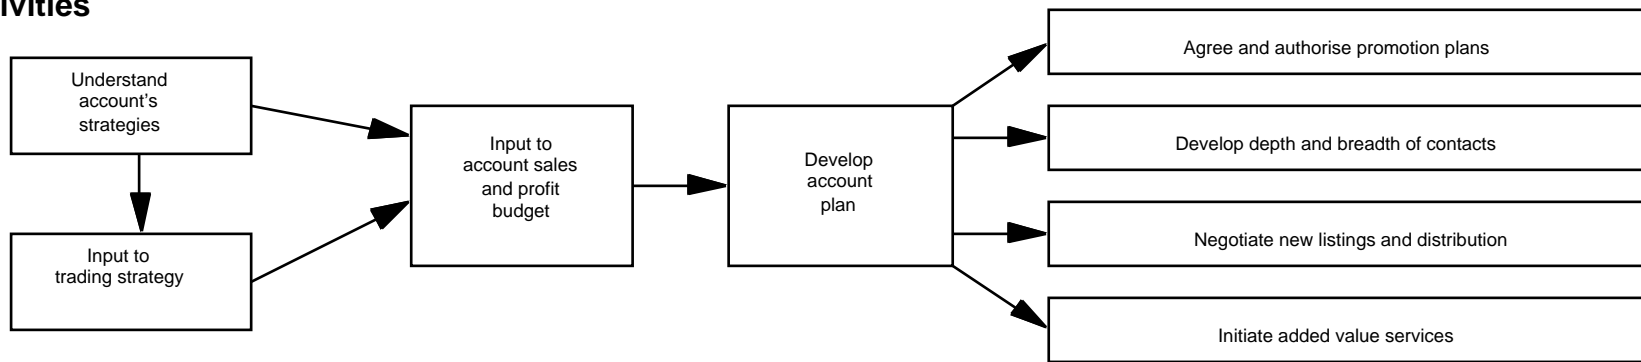 ivities
Understand
account's
strategies
Input to
trading strategy
Input to
account sales
and profit
budget
Develop
account
plan
Agree and authorise promotion plans
Develop depth and breadth of contacts
Negotiate new listings and distribution
Initiate added value services